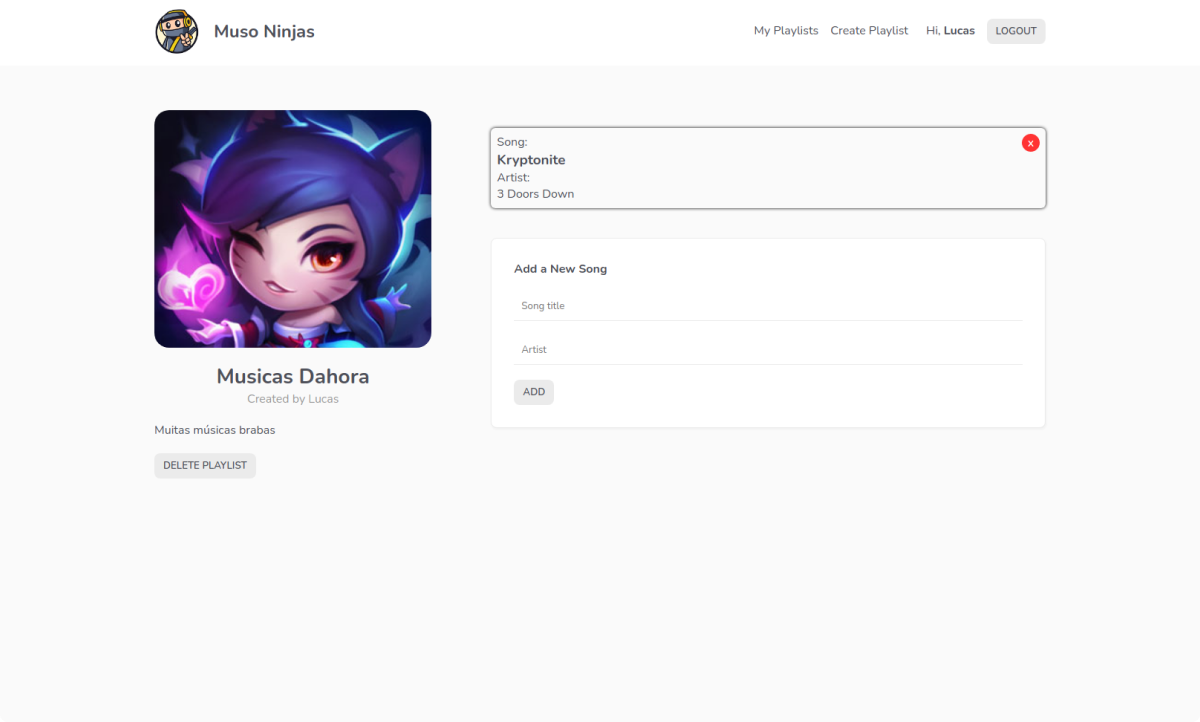 Muso Ninjas
My Playlists Create Playlist Hi, Lucas LOGOUT
Musicas Dahora
Created by Lucas
Muitas músicas brabas
DELETE PLAYLIST
Song:
x
Kryptonite
Artist:
3 Doors Down
Add a New Song
Song title
Artist
ADD